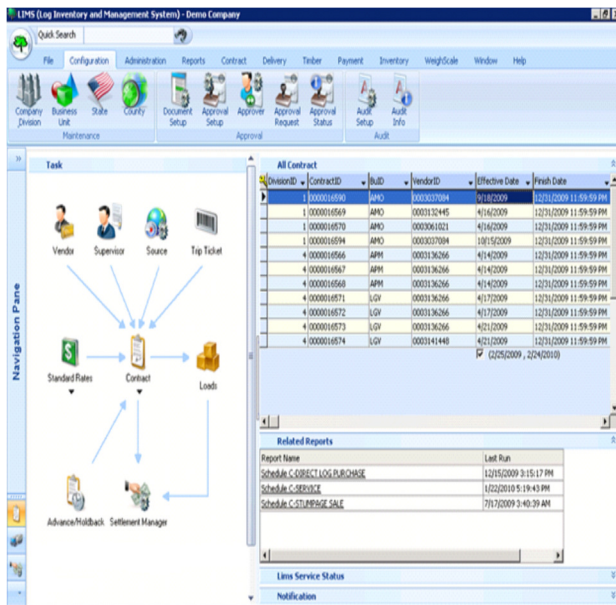 LIMS (Log Inventory and Management System) - Demo Company
Quick Search
File Configuration Administration Reports Contract Delivery Timber Payment Inventory WeighScale Window Help
Company Division Business Unit State County Document Setup Approval Setup Approver Approval Request Approval Status Audit Setup Audit Info
Maintenance Approval Audit
Navigation Pane
Task
Vendor Supervisor Source Trip Ticket
Standard Rates Contract Loads
Advance/Holdback Settlement Manager
All Contract
DivisionID ContractID BuID VendorID Effective Date Finish Date
1 0000016590 AMO 0003037084 9/18/2009 12/31/2009 11:59:59 PM
1 0000016569 AMO 0003132445 4/16/2009 12/31/2009 11:59:59 PM
1 0000016570 AMO 0003061021 4/16/2009 12/31/2009 11:59:59 PM
1 0000016594 AMO 0003037084 10/15/2009 12/31/2009 11:59:59 PM
4 0000016566 APM 0003136266 4/14/2009 12/31/2009 11:59:59 PM
4 0000016567 APM 0003136266 4/14/2009 12/31/2009 11:59:59 PM
4 0000016568 APM 0003136266 4/14/2009 12/31/2009 11:59:59 PM
4 0000016571 LGV 0003136266 4/17/2009 12/31/2009 11:59:59 PM
4 0000016572 LGV 0003136266 4/17/2009 12/31/2009 11:59:59 PM
4 0000016573 LGV 0003136266 4/21/2009 12/31/2009 11:59:59 PM
4 0000016574 LGV 0003141448 4/21/2009 12/31/2009 11:59:59 PM
(2/25/2009 , 2/24/2010)
Related Reports
Report Name Last Run
Schedule C-DIRECT LOG PURCHASE 12/15/2009 3:15:17 PM
Schedule C-SERVICE 1/22/2010 5:19:43 PM
Schedule C-STUMPAGE SALE 7/17/2009 3:40:39 AM
Lims Service Status
Notification